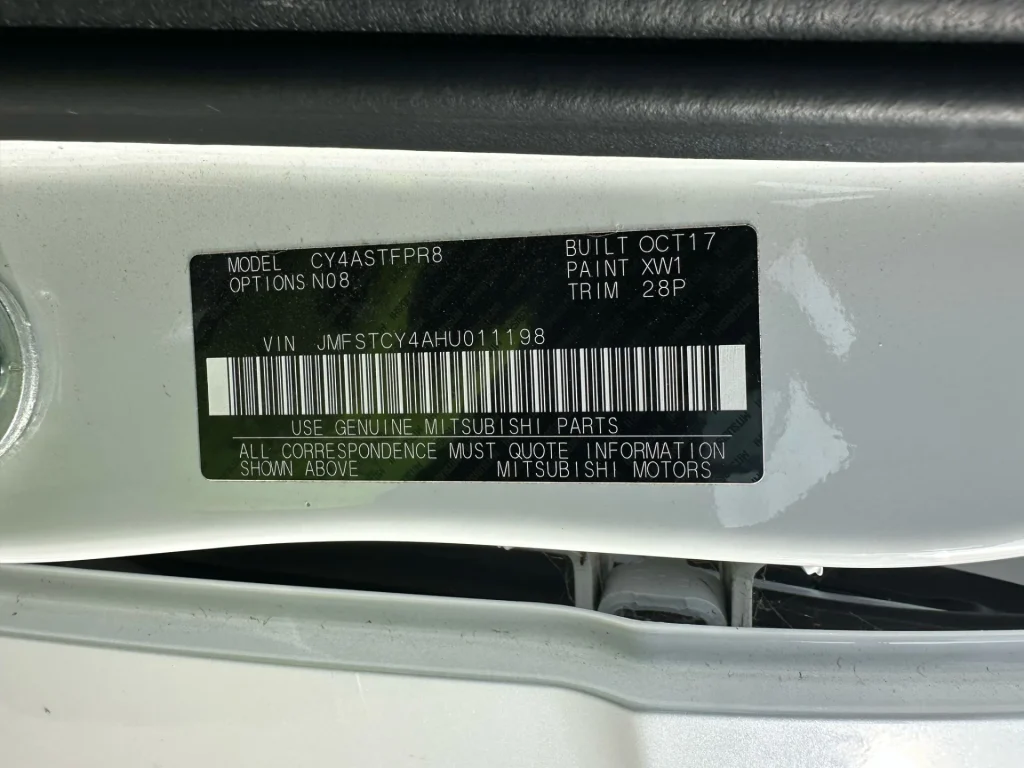 MODEL CY4ASTFPR8 BUILT OCT17
OPTIONS N08 PAINT XW1
TRIM 28P
VIN JMFSTCY4AHU011198
USE GENUINE MITSUBISHI PARTS
ALL CORRESPONDENCE MUST QUOTE INFORMATION
SHOWN ABOVE MITSUBISHI MOTORS